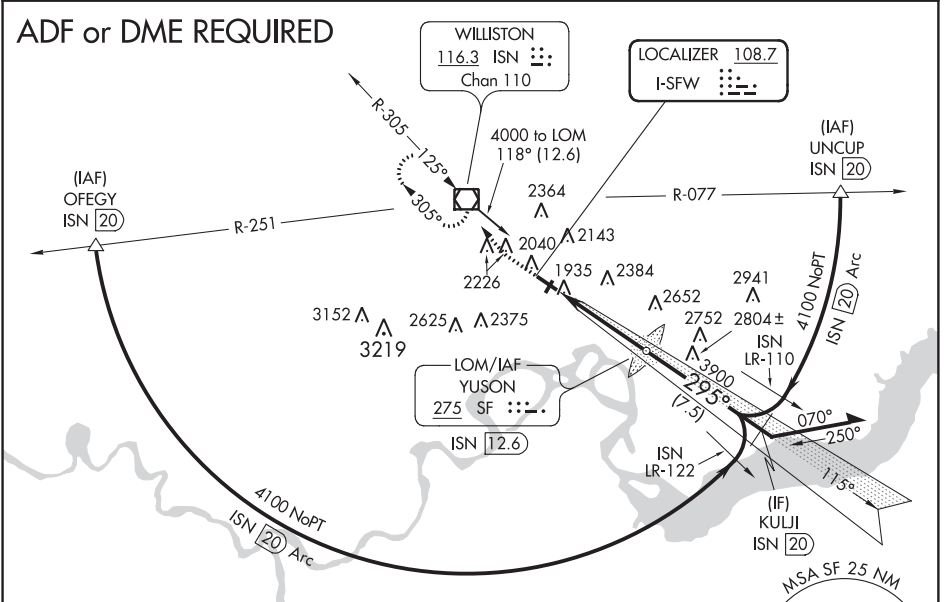 ADF or DME REQUIRED
WILLISTON
116.3 ISN
Chan 110
LOCALIZER 108.7
I-SFW
R-305
125°
305°
4000 to LOM
118° (12.6)
(IAF)
UNCUP
ISN 20
(IAF)
OFEGY
ISN 20
R-251
R-077
2364
2143
2040
2226
1935
2384
2941
2652
3152
2625
2375
3219
2752
2804±
4100 NoPT
ISN 20 Arc
ISN
LR-110
LOM/IAF
YUSON
275 SF
ISN 12.6
3900
295°
(7.5)
070°
250°
ISN
LR-122
115°
(IF)
KULJI
ISN 20
4100 NoPT
ISN 20 Arc
MSA SF 25 NM